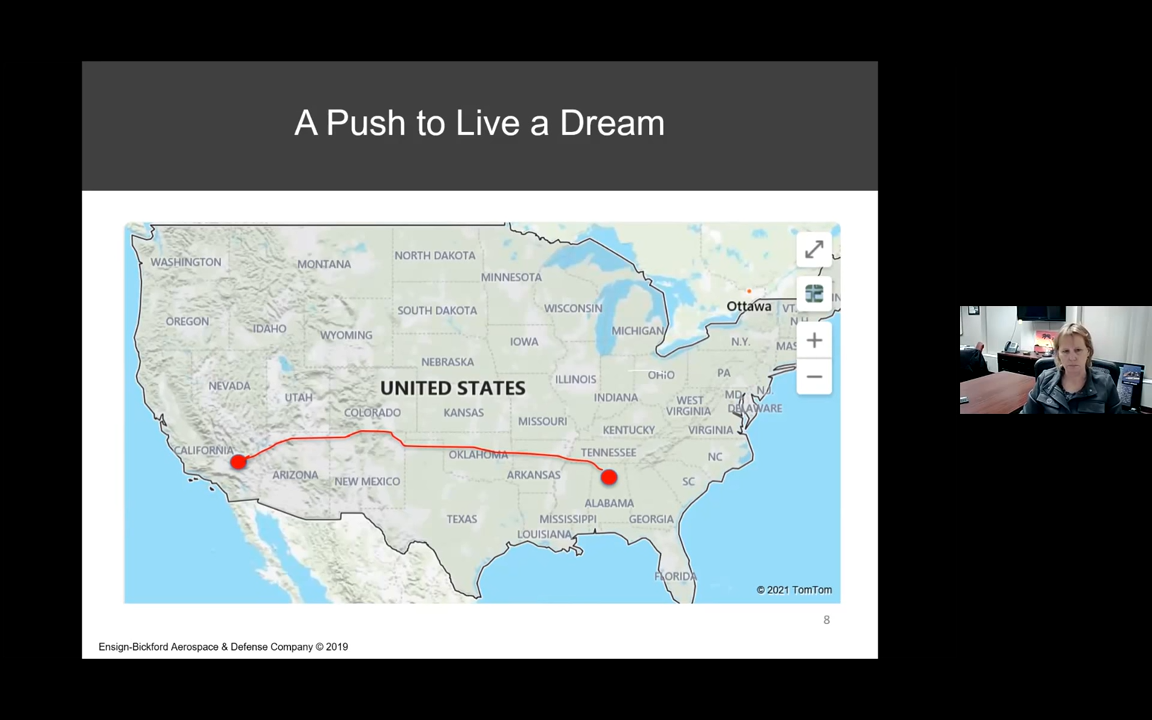 A Push to Live a Dream
WASHINGTON
MONTANA
NORTH DAKOTA
MINNESOTA
Ottawa
VT.
N.H.
OREGON
IDAHO
WYOMING
SOUTH DAKOTA
WISCONSIN
MICHIGAN
N.Y.
MAS
NEBRASKA
IOWA
ILLINOIS
OHIO
PA
NEVADA
UTAH
UNITED STATES
INDIANA
WEST
VIRGINIA
MD
N.J.
DELAWARE
COLORADO
KANSAS
MISSOURI
KENTUCKY
VIRGINIA
CALIFORNIA
OKLAHOMA
TENNESSEE
NC
ARIZONA
NEW MEXICO
ARKANSAS
SC
ALABAMA
TEXAS
MISSISSIPPI
GEORGIA
LOUISIANA
FLORIDA
© 2021 TomTom
8
Ensign-Bickford Aerospace & Defense Company © 2019